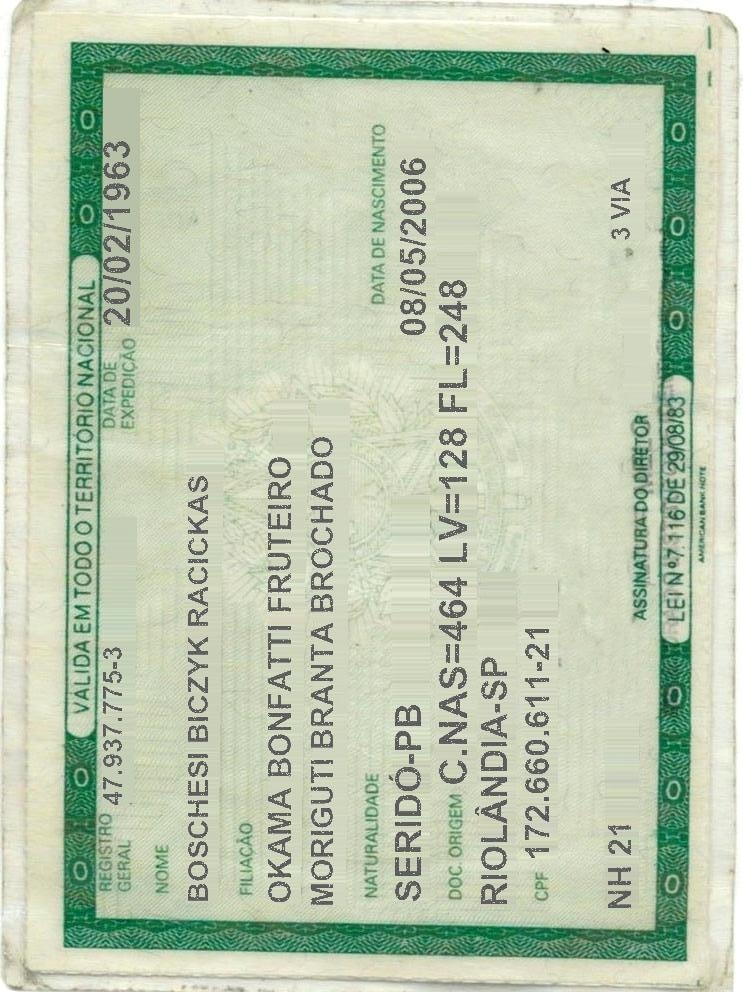 VÁLIDA EM TODO O TERRITÓRIO NACIONAL
REGISTRO GERAL 47.937.775-3 DATA DE EXPEDIÇÃO 20/02/1963
NOME
BOSCHESI BICZYK RACICKAS
FILIAÇÃO
OKAMA BONFATTI FRUTEIRO
MORIGUTI BRANTA BROCHADO
NATURALIDADE DATA DE NASCIMENTO
SERIDÓ-PB 08/05/2006
DOC. ORIGEM C.NAS=464 LV=128 FL=248
RIOLÂNDIA-SP
CPF 172.660.611-21
NH 21 3 VIA
ASSINATURA DO DIRETOR
LEI Nº 7.116 DE 29/08/83
AMERICAN BANK NOTE